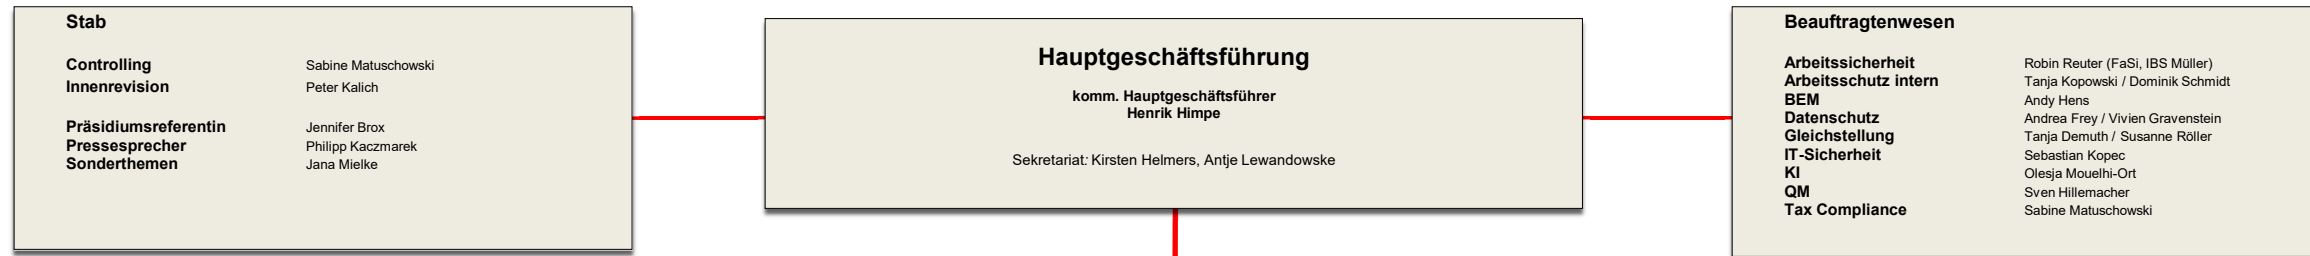 Stab
Controlling Sabine Matuschowski
Innenrevision Peter Kalich
Präsidiumsreferentin Jennifer Brox
Pressesprecher Philipp Kaczmarek
Sonderthemen Jana Mielke
Hauptgeschäftsführung
komm. Hauptgeschäftsführer
Henrik Himpe
Sekretariat: Kirsten Helmers, Antje Lewandowske
Beauftragtenwesen
Arbeitssicherheit Robin Reuter (FaSi, IBS Müller)
Arbeitsschutz intern Tanja Kopowski / Dominik Schmidt
BEM Andy Hens
Datenschutz Andrea Frey / Vivien Gravenstein
Gleichstellung Tanja Demuth / Susanne Röller
IT-Sicherheit Sebastian Kopec
KI Olesja Mouelhi-Ort
QM Sven Hillemacher
Tax Compliance Sabine Matuschowski